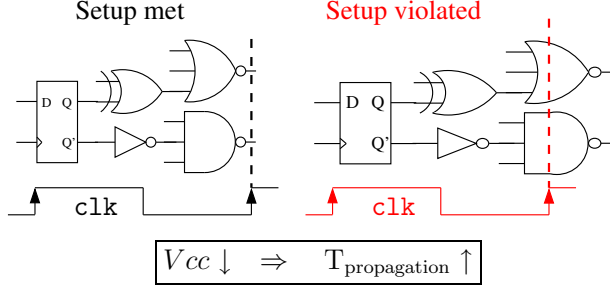 Setup met
Setup violated
D Q
Q'
D Q
Q'
clk
clk
Vcc ↓ ⇒ T_propagation ↑